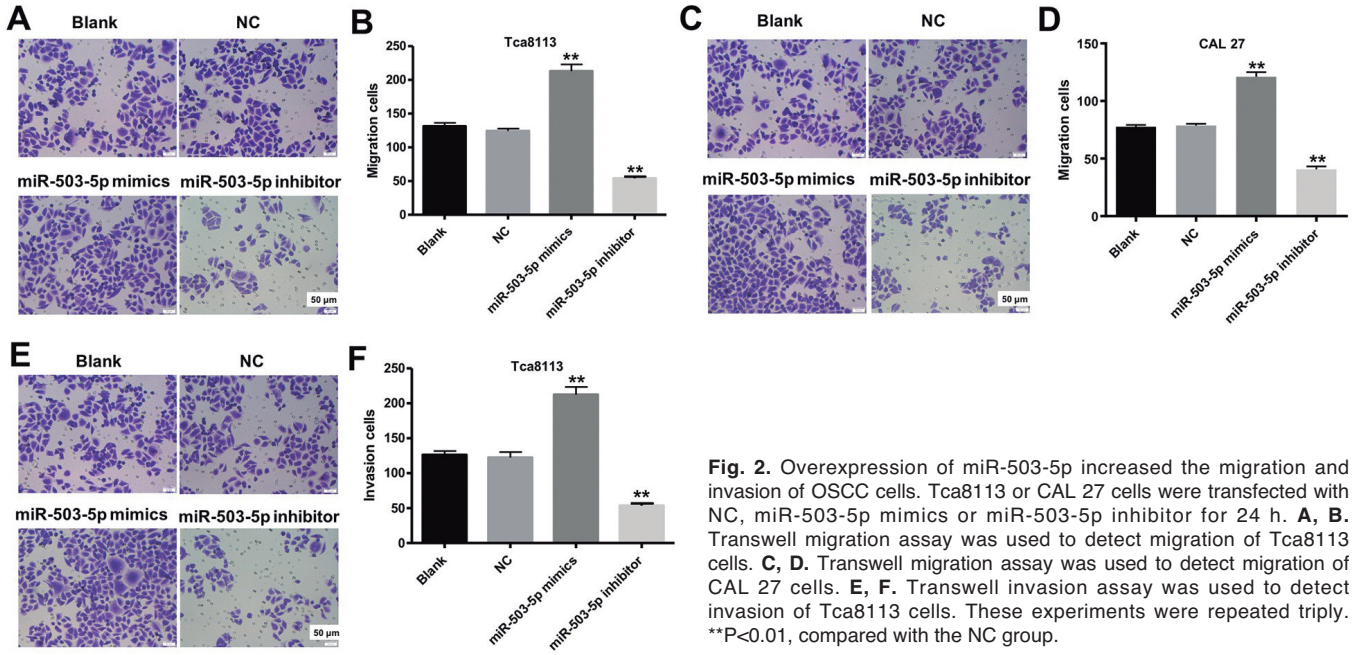 A
Blank
NC
miR-503-5p mimics
miR-503-5p inhibitor
50 µm
B
Tca8113
Migration cells
250
200
150
100
50
0
**
**
Blank
NC
miR-503-5p mimics
miR-503-5p inhibitor
C
Blank
NC
miR-503-5p mimics
miR-503-5p inhibitor
50 µm
D
CAL 27
Migration cells
150
100
50
0
**
**
Blank
NC
miR-503-5p mimics
miR-503-5p inhibitor
E
Blank
NC
miR-503-5p mimics
miR-503-5p inhibitor
50 µm
F
Tca8113
Invasion cells
250
200
150
100
50
0
**
**
Blank
NC
miR-503-5p mimics
miR-503-5p inhibitor
Fig. 2. Overexpression of miR-503-5p increased the migration and
invasion of OSCC cells. Tca8113 or CAL 27 cells were transfected with
NC, miR-503-5p mimics or miR-503-5p inhibitor for 24 h. A, B.
Transwell migration assay was used to detect migration of Tca8113
cells. C, D. Transwell migration assay was used to detect migration of
CAL 27 cells. E, F. Transwell invasion assay was used to detect
invasion of Tca8113 cells. These experiments were repeated triply.
**P<0.01, compared with the NC group.